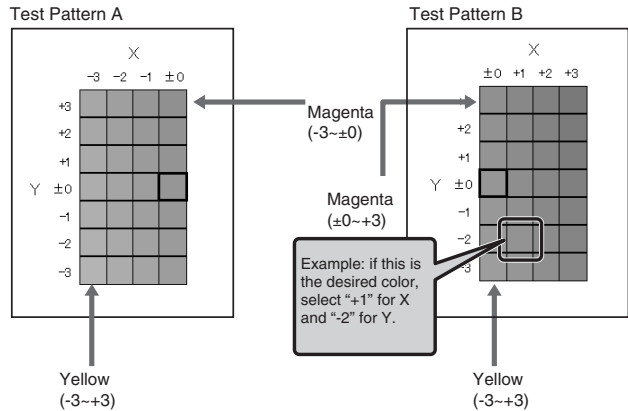 Test Pattern A
X
-3 -2 -1 ±0
+3
+2
+1
Y ±0
-1
-2
-3
Magenta
(-3~±0)
Yellow
(-3~+3)
Test Pattern B
X
±0 +1 +2 +3
+2
+1
Y ±0
-1
-2
-3
Magenta
(±0~+3)
Example: if this is
the desired color,
select “+1” for X
and “-2” for Y.
Yellow
(-3~+3)